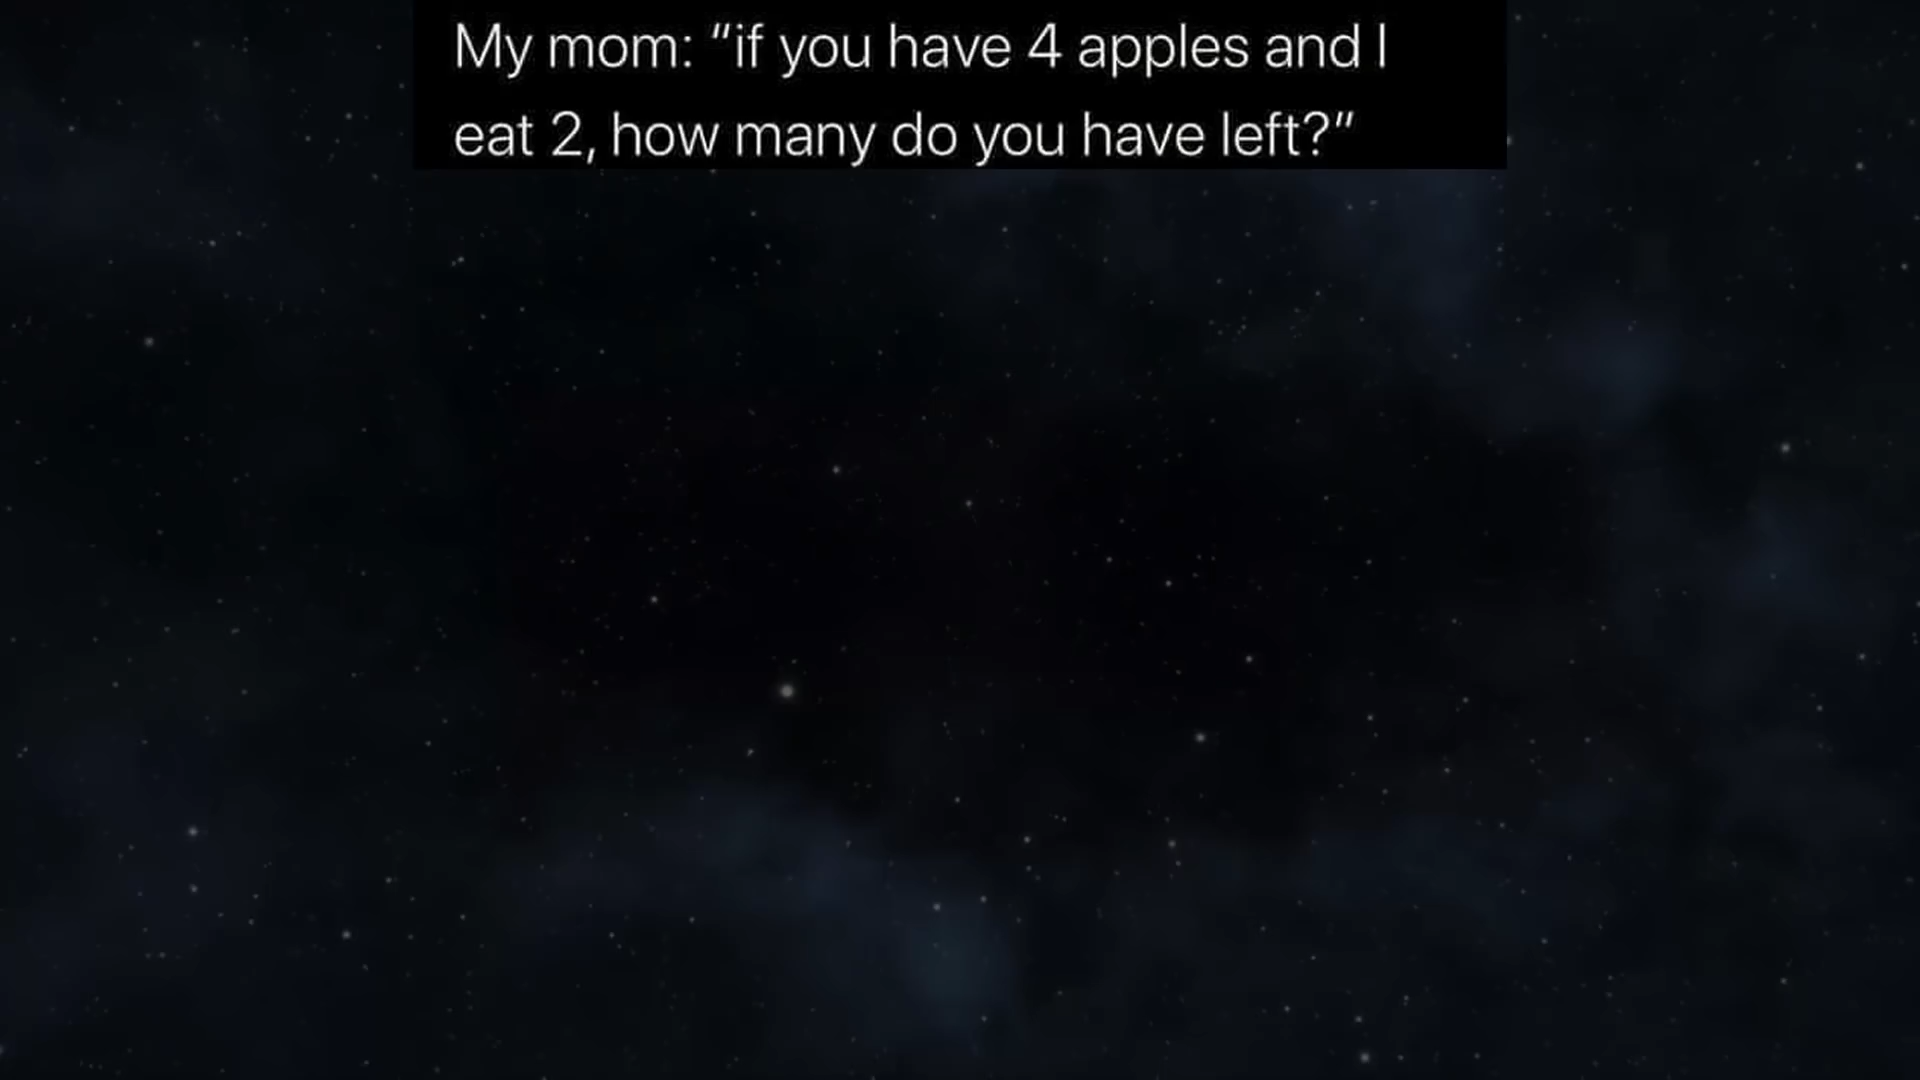 My mom: “if you have 4 apples and I
eat 2, how many do you have left?”